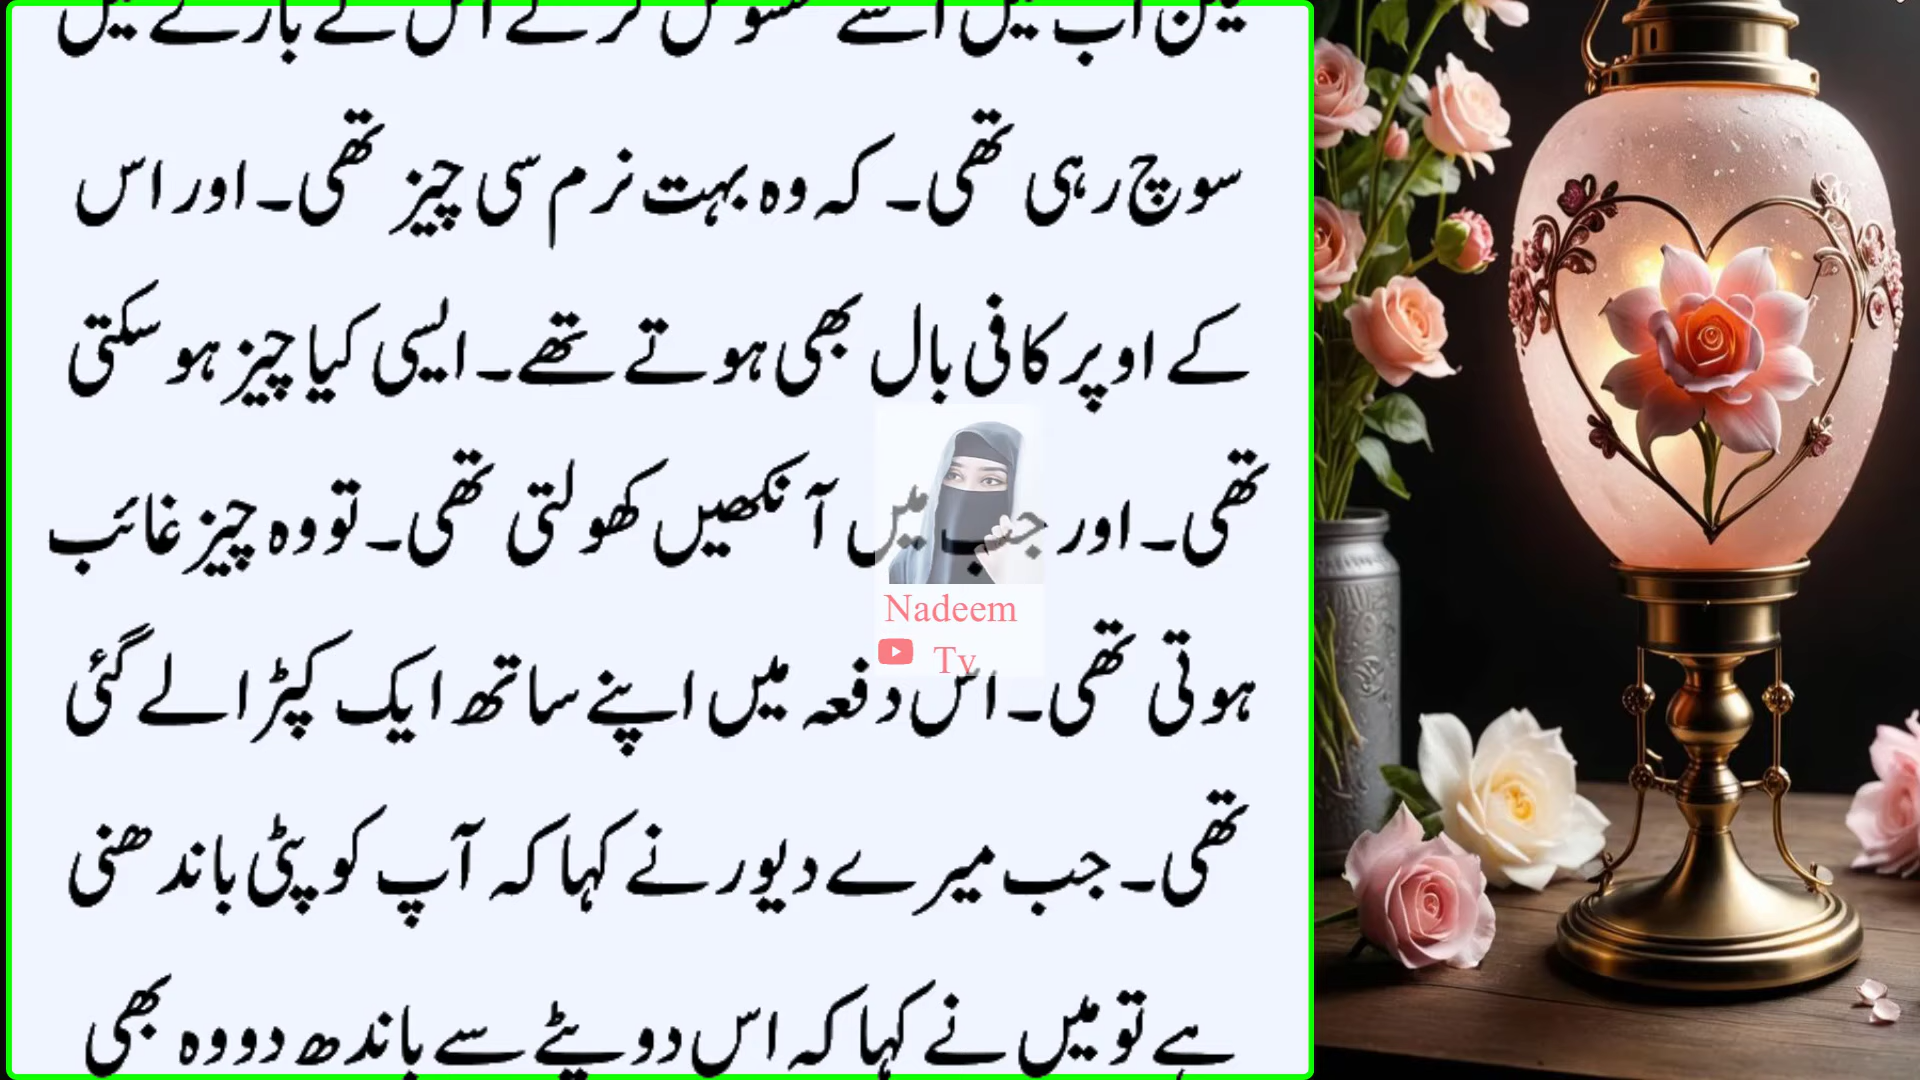 لیکن اب میں اسے محسوس کرکے اس کے بارے میں
سوچ رہی تھی۔ کہ وہ بہت نرم سی چیز تھی۔ اور اس
کے اوپر کافی بال بھی ہوتے تھے۔ ایسی کیا چیز ہو سکتی
تھی۔ اور جب میں آنکھیں کھولتی تھی۔ تو وہ چیز غائب
ہوتی تھی۔ اس دفعہ میں اپنے ساتھ ایک کپڑا لے گئی
تھی۔ جب میرے دیور نے کہا کہ آپ کو پٹی باندھنی
ہے تو میں نے کہا کہ اس دوپٹے سے باندھ دو وہ بھی
Nadeem
Tv